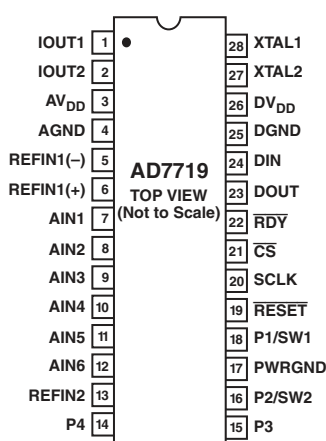 IOUT1 1
IOUT2 2
AVDD 3
AGND 4
REFIN1(–) 5
REFIN1(+) 6
AIN1 7
AIN2 8
AIN3 9
AIN4 10
AIN5 11
AIN6 12
REFIN2 13
P4 14
AD7719
TOP VIEW
(Not to Scale)
28 XTAL1
27 XTAL2
26 DVDD
25 DGND
24 DIN
23 DOUT
22 RDY
21 CS
20 SCLK
19 RESET
18 P1/SW1
17 PWRGND
16 P2/SW2
15 P3